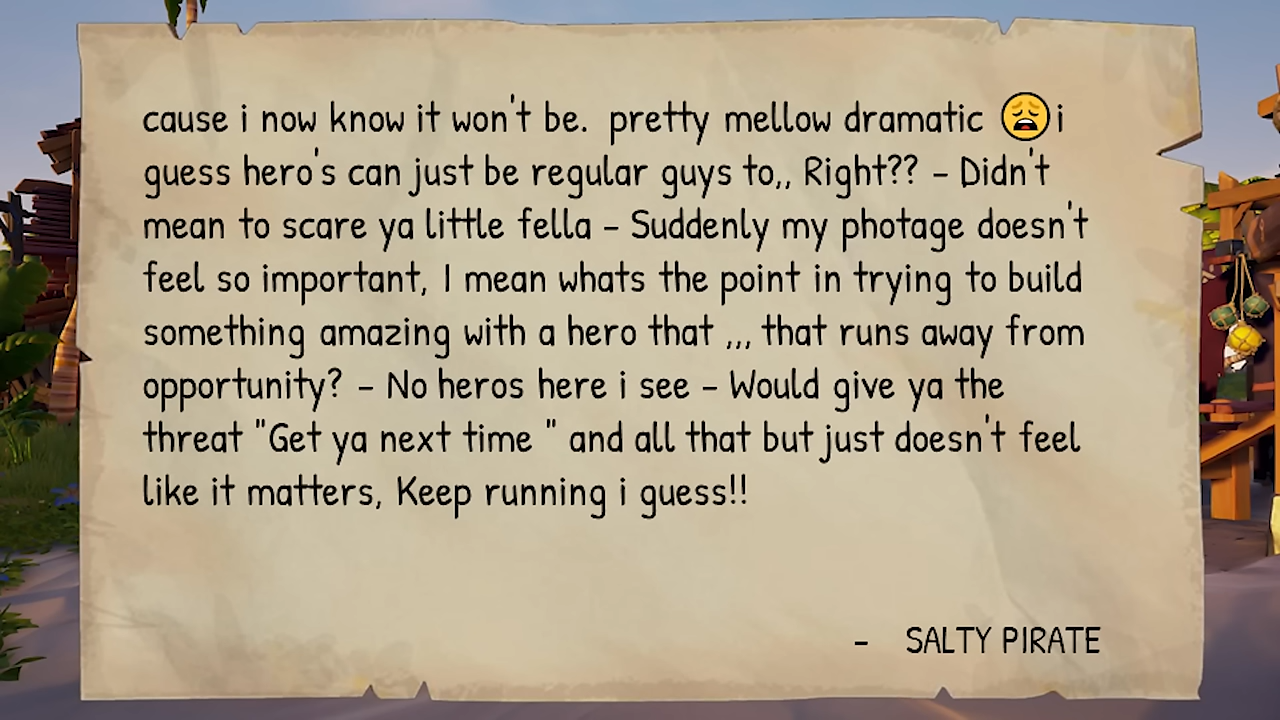 cause i now know it won't be.  pretty mellow dramatic 😩i
guess hero's can just be regular guys to,, Right?? – Didn't
mean to scare ya little fella – Suddenly my photage doesn't
feel so important, I mean whats the point in trying to build
something amazing with a hero that ,,, that runs away from
opportunity? – No heros here i see – Would give ya the
threat "Get ya next time " and all that but just doesn't feel
like it matters, Keep running i guess!!
– SALTY PIRATE